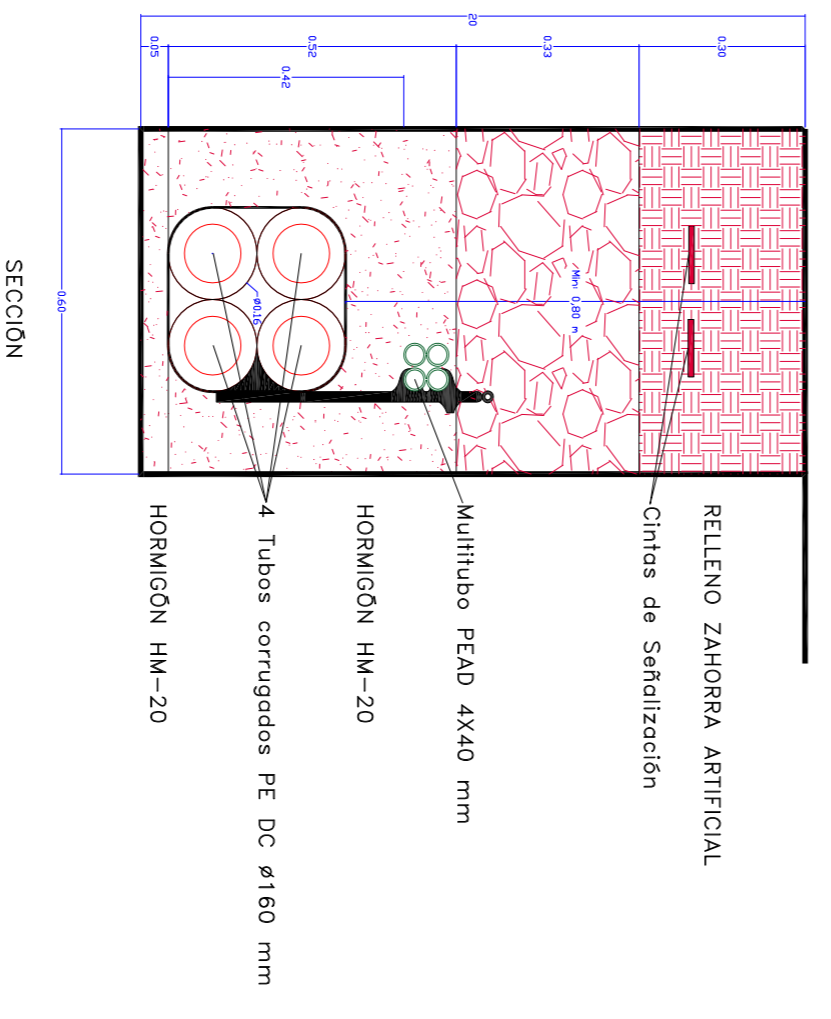 RELLENO ZAHORRA ARTIFICIAL
Cintas de Señalización
Multitubo PEAD 4X40 mm
HORMIGÓN HM-20
4 Tubos corrugados PE DC Ø160 mm
HORMIGÓN HM-20
20
0.30
0.33
0.52
0.05
0.42
Min: 0,80 m
Ø0.16
0.60
SECCIÓN